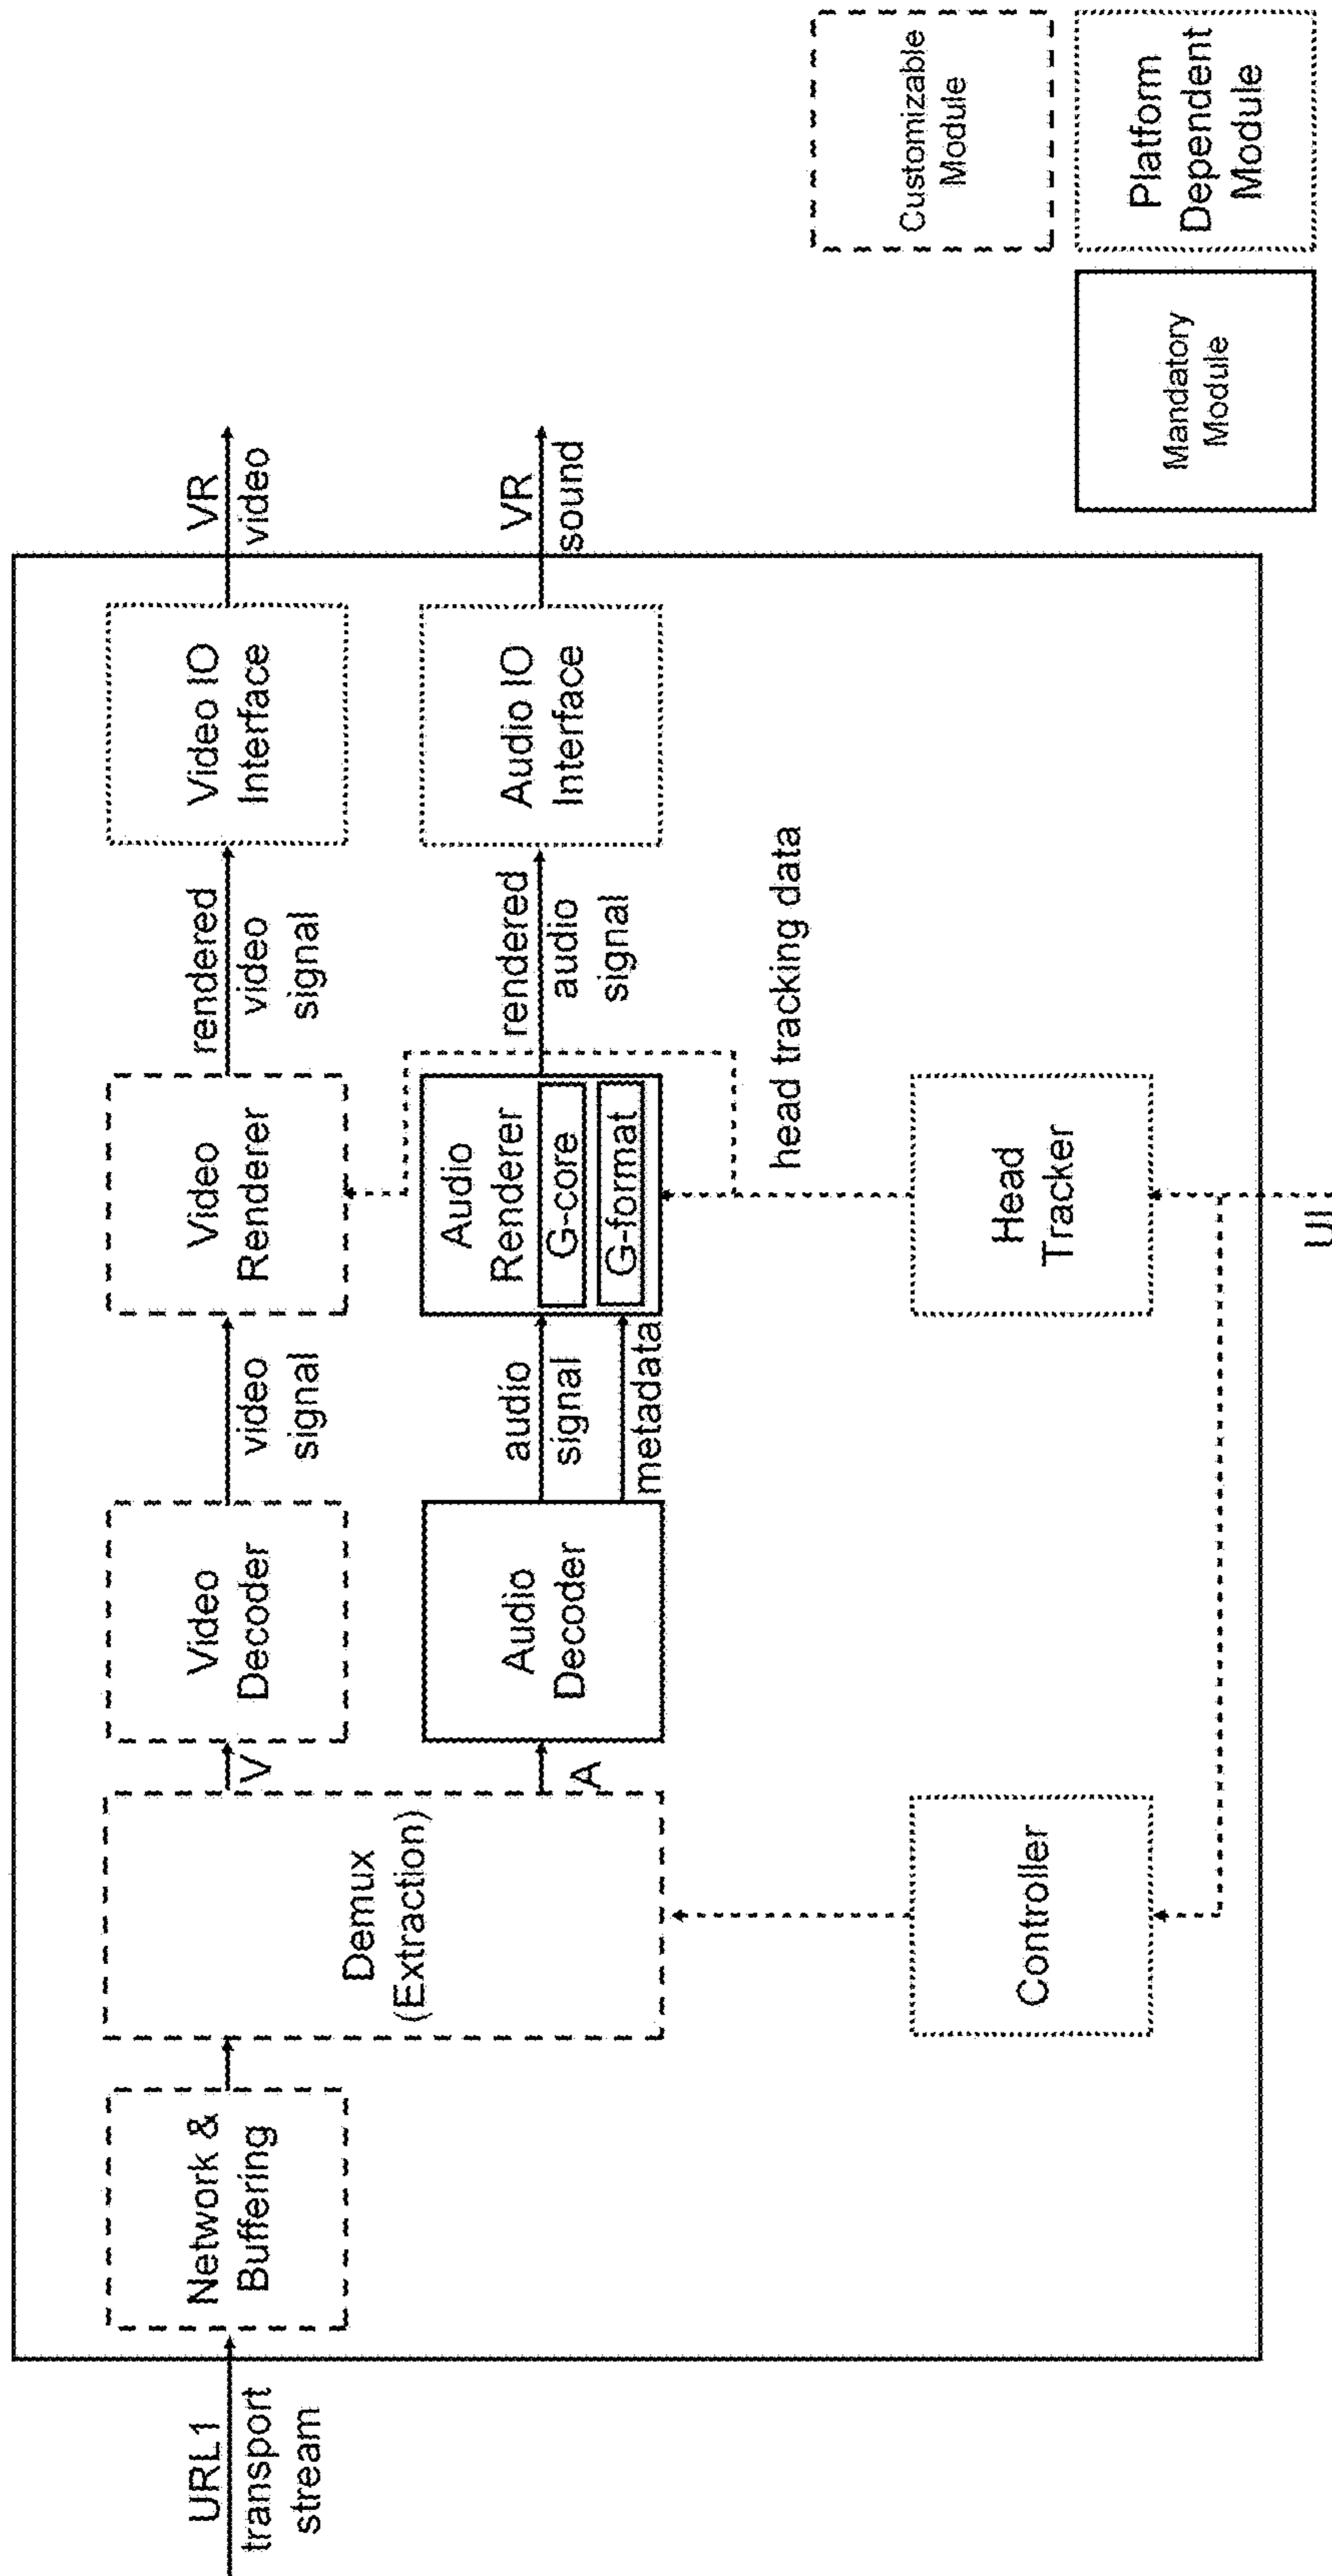 URL1
transport
stream
Network &
Buffering
Demux
(Extraction)
V
A
Video
Decoder
Audio
Decoder
video
signal
audio
signal
metadata
Video
Renderer
Audio
Renderer
G-core
G-format
rendered
video
signal
rendered
audio
signal
Video IO
Interface
Audio IO
Interface
VR
video
VR
sound
Controller
Head
Tracker
head tracking data
UI
Customizable
Module
Mandatory
Module
Platform
Dependent
Module